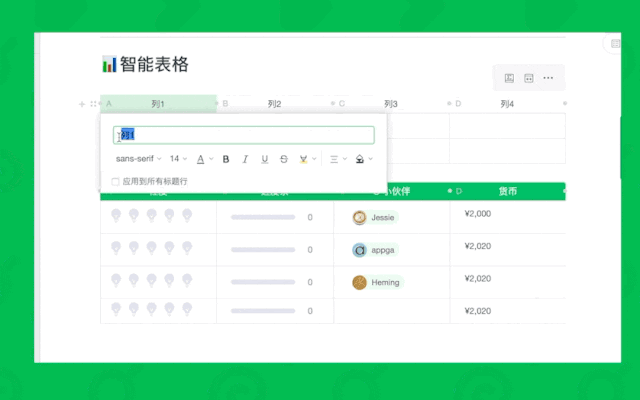 智能表格
A 列1 B 列2 C 列3 D 列4
列1
sans-serif 14 A B I U S
应用到所有标题行
小伙伴 D 货币
0 Jessie ¥2,000
0 appga ¥2,020
0 Heming ¥2,020
0 ¥2,020